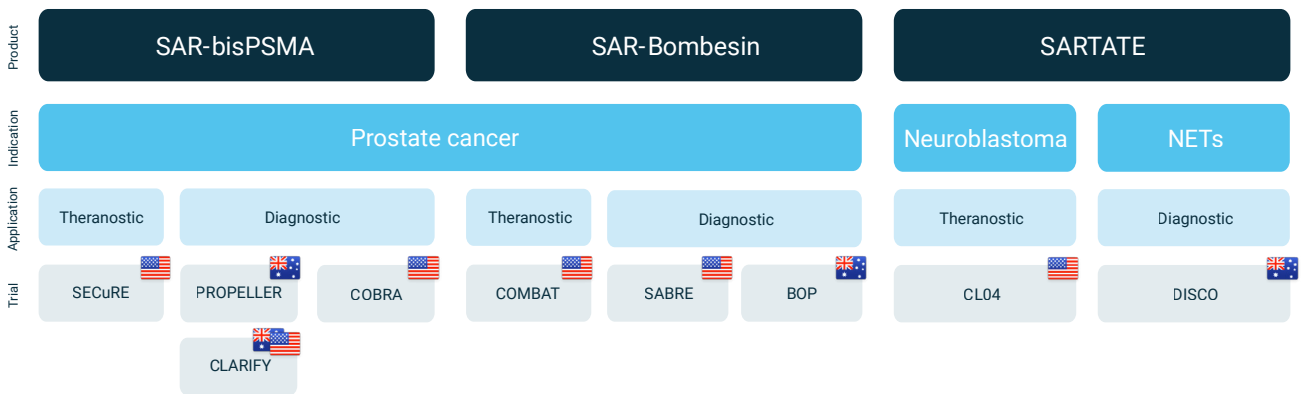 Product
SAR-bisPSMA
SAR-Bombesin
SARTATE
Indication
Prostate cancer
Neuroblastoma
NETs
Application
Theranostic
Diagnostic
Theranostic
Diagnostic
Theranostic
Diagnostic
Trial
SECuRE
PROPELLER
COBRA
COMBAT
SABRE
BOP
CL04
DISCO
CLARIFY